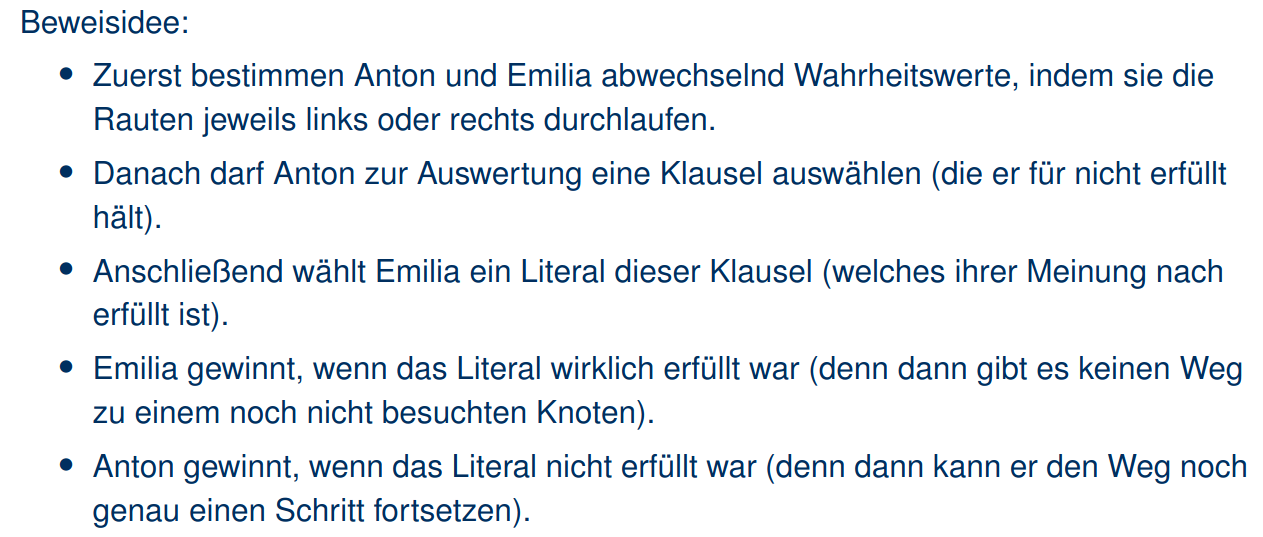 Beweisidee:
• Zuerst bestimmen Anton und Emilia abwechselnd Wahrheitswerte, indem sie die
Rauten jeweils links oder rechts durchlaufen.
• Danach darf Anton zur Auswertung eine Klausel auswählen (die er für nicht erfüllt
hält).
• Anschließend wählt Emilia ein Literal dieser Klausel (welches ihrer Meinung nach
erfüllt ist).
• Emilia gewinnt, wenn das Literal wirklich erfüllt war (denn dann gibt es keinen Weg
zu einem noch nicht besuchten Knoten).
• Anton gewinnt, wenn das Literal nicht erfüllt war (denn dann kann er den Weg noch
genau einen Schritt fortsetzen).